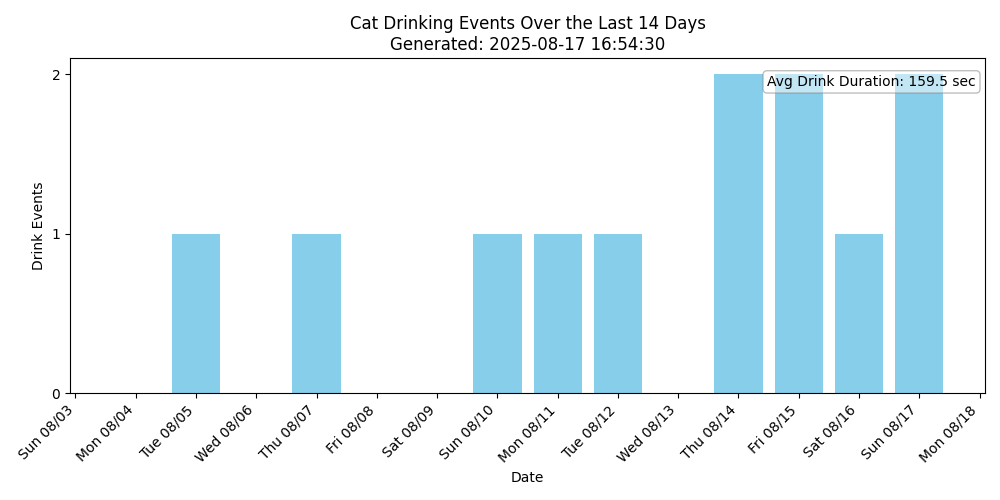 Cat Drinking Events Over the Last 14 Days
Generated: 2025-08-17 16:54:30
Avg Drink Duration: 159.5 sec
Drink Events
2
1
0
Sun 08/03
Mon 08/04
Tue 08/05
Wed 08/06
Thu 08/07
Fri 08/08
Sat 08/09
Sun 08/10
Mon 08/11
Tue 08/12
Wed 08/13
Thu 08/14
Fri 08/15
Sat 08/16
Sun 08/17
Mon 08/18
Date